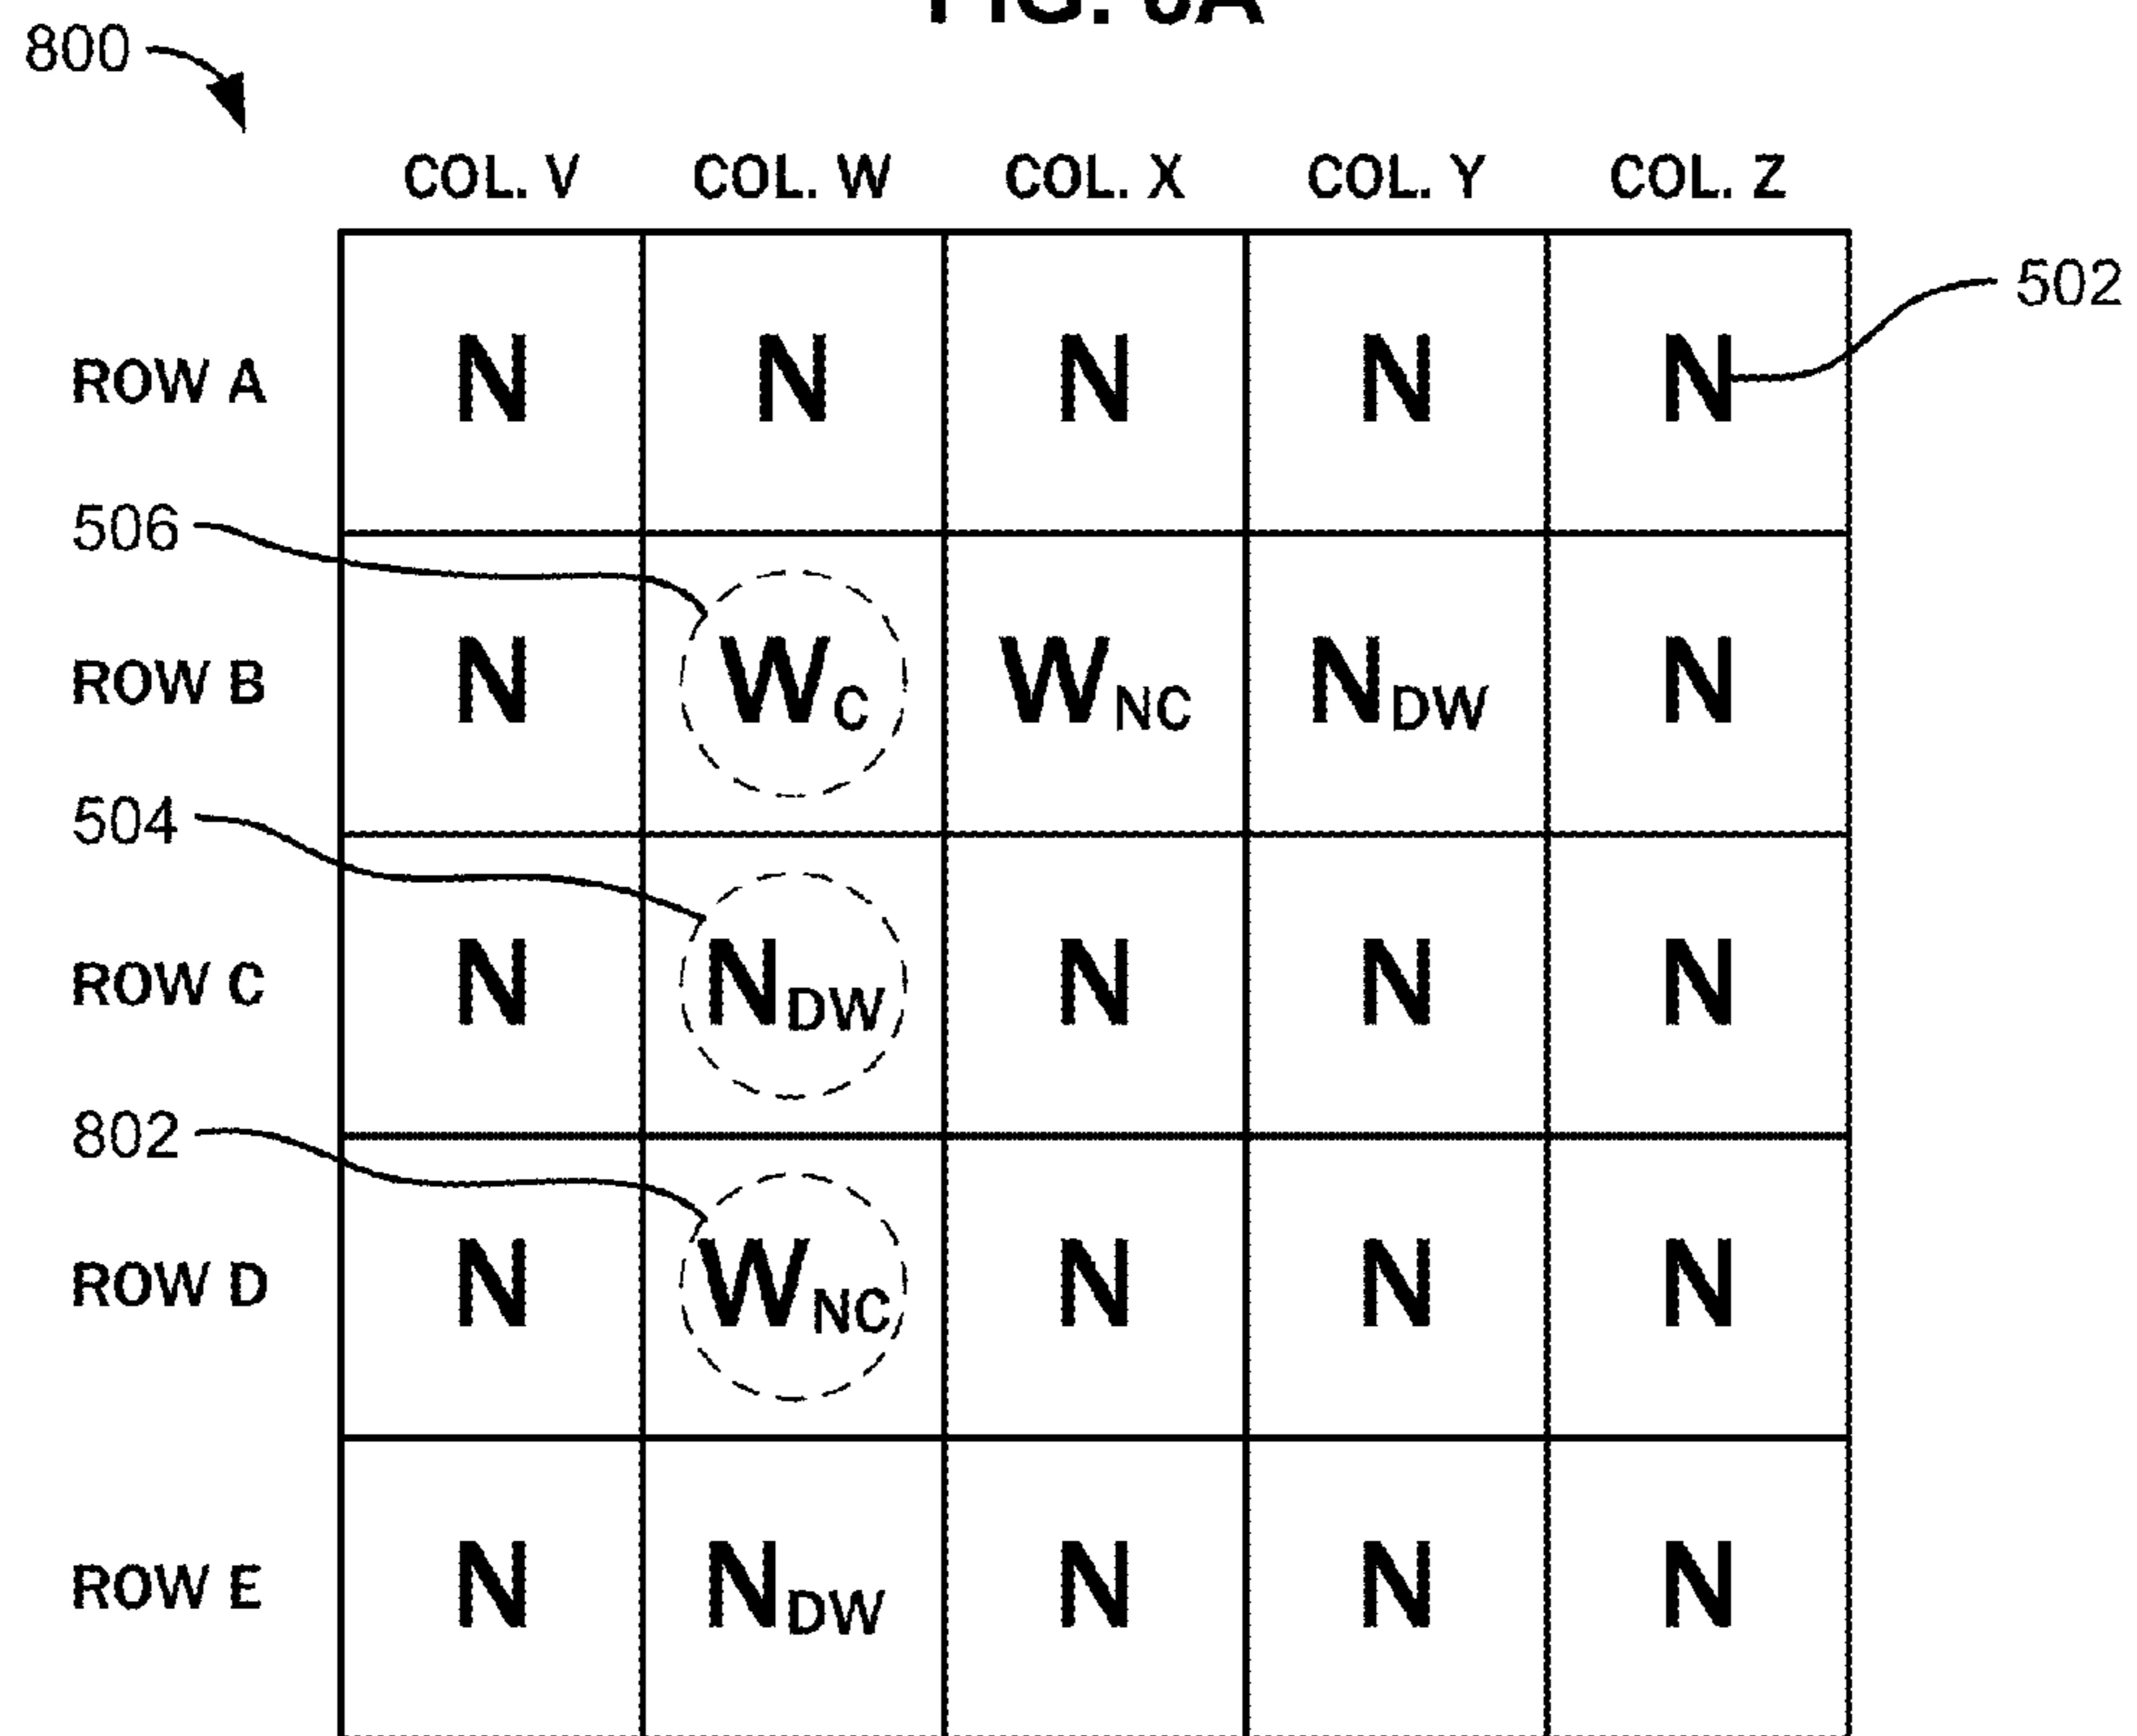 800
COL. V COL. W COL. X COL. Y COL. Z
502
ROW A N N N N N
506
ROW B N WC WNC NDW N
504
ROW C N NDW N N N
802
ROW D N WNC N N N
ROW E N NDW N N N